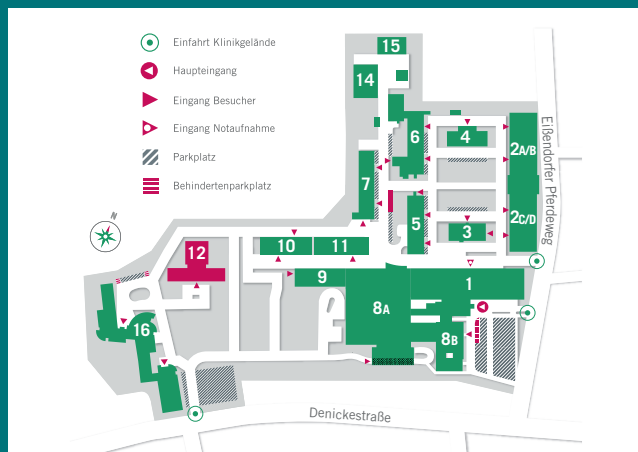 Einfahrt Klinikgelände
Haupteingang
Eingang Besucher
Eingang Notaufnahme
Parkplatz
Behindertenparkplatz
N
15
14
6
4
2A/B
7
5
3
2C/D
Eißendorfer Pferdeweg
10
11
12
9
8A
1
8B
16
Denickestraße